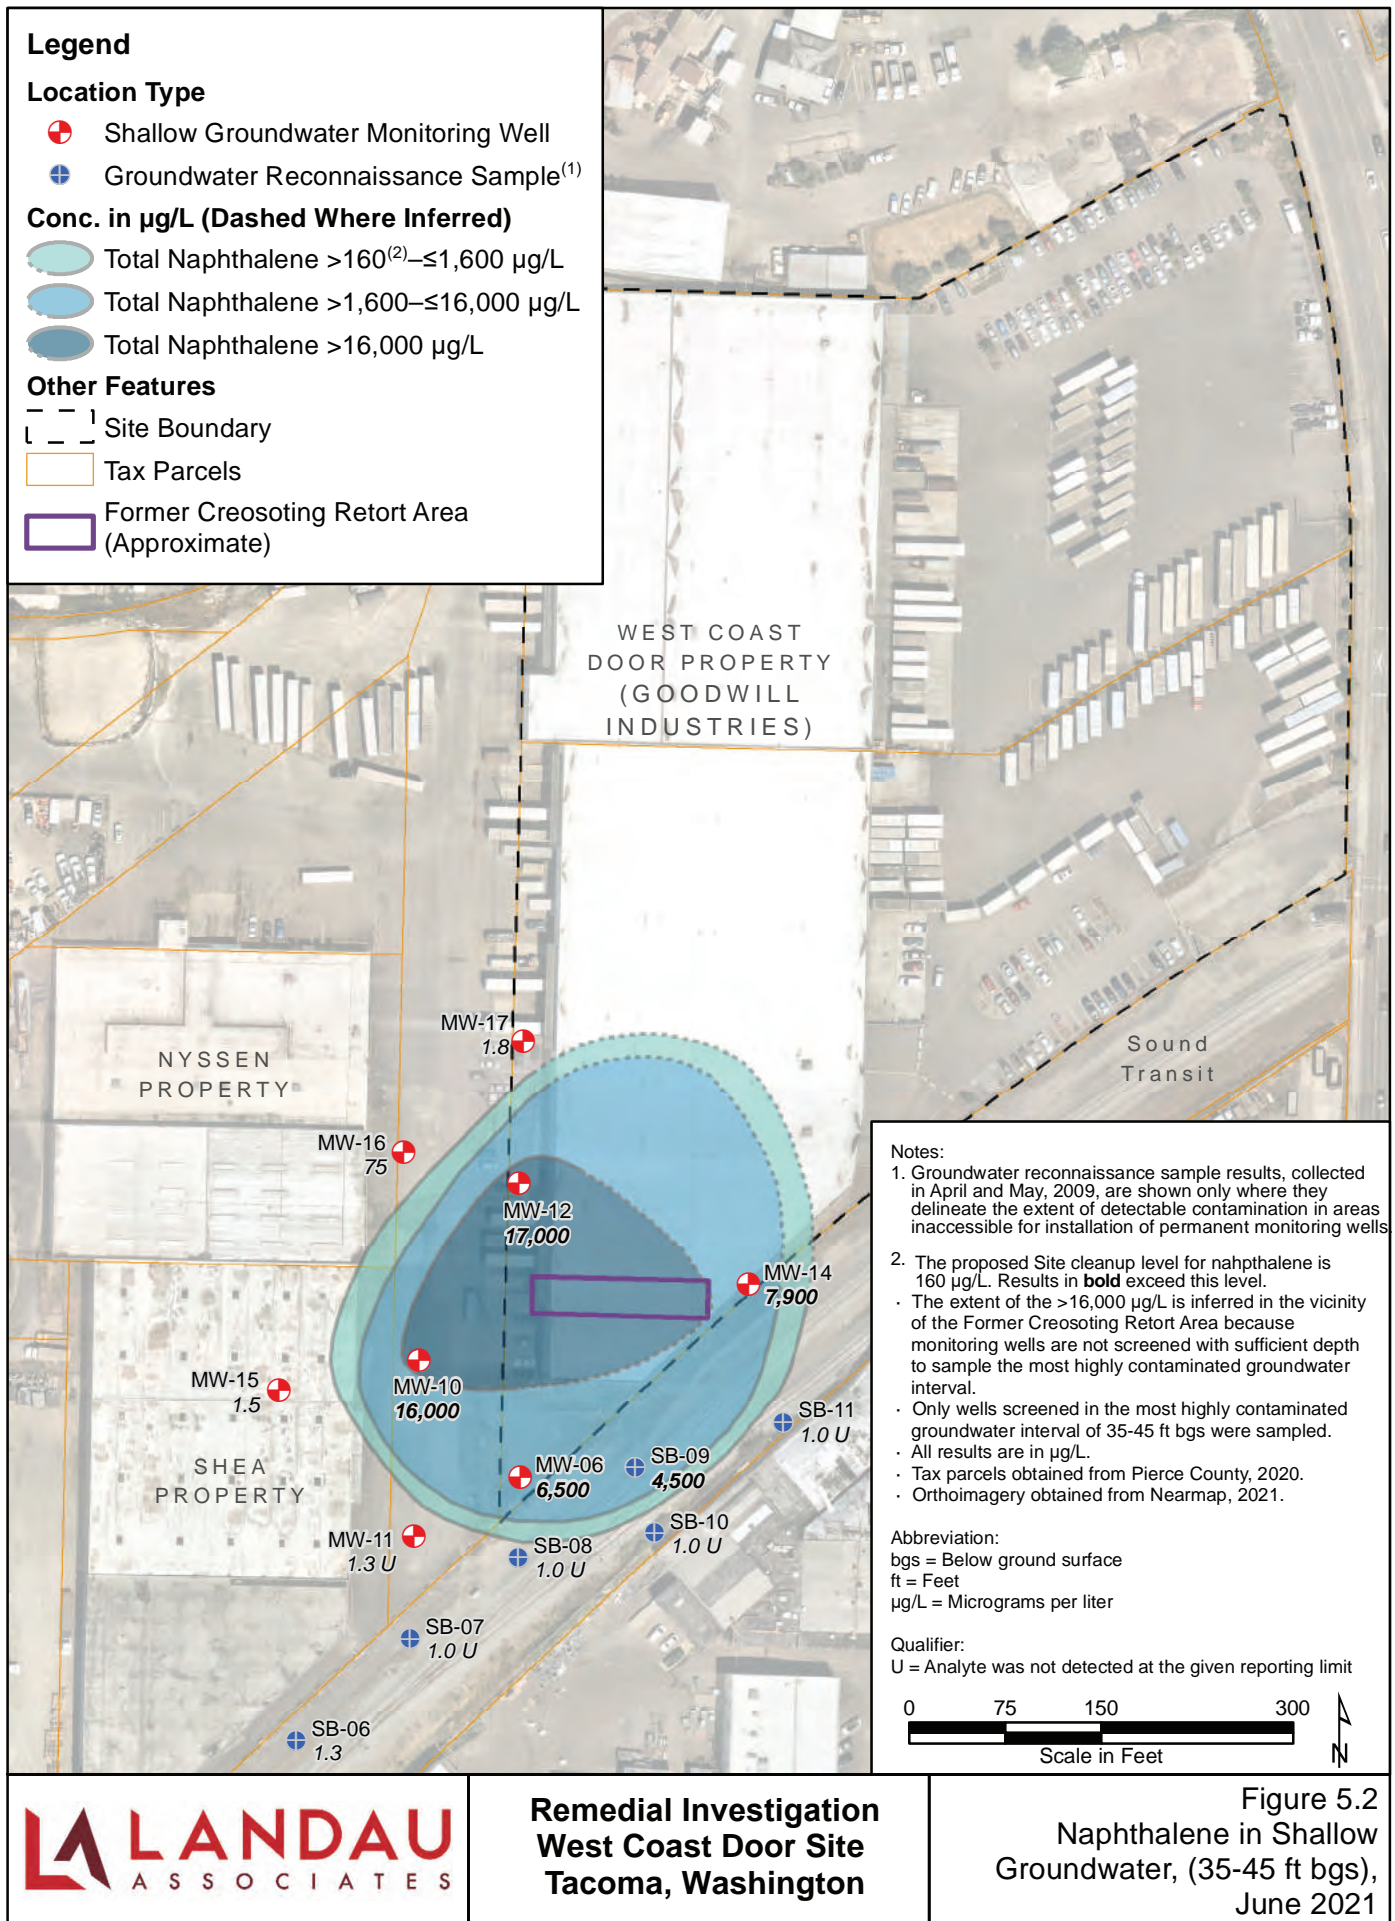 Legend
Location Type
Shallow Groundwater Monitoring Well
Groundwater Reconnaissance Sample(1)
Conc. in µg/L (Dashed Where Inferred)
Total Naphthalene >160(2)–≤1,600 µg/L
Total Naphthalene >1,600–≤16,000 µg/L
Total Naphthalene >16,000 µg/L
Other Features
Site Boundary
Tax Parcels
Former Creosoting Retort Area
(Approximate)
WEST COAST
DOOR PROPERTY
(GOODWILL
INDUSTRIES)
NYSSEN
PROPERTY
Sound
Transit
SHEA
PROPERTY
MW-17
1.8
MW-16
75
MW-12
17,000
MW-14
7,900
MW-10
16,000
MW-15
1.5
MW-06
6,500
MW-11
1.3 U
SB-11
1.0 U
SB-09
4,500
SB-10
1.0 U
SB-08
1.0 U
SB-07
1.0 U
SB-06
1.3
Notes:
1. Groundwater reconnaissance sample results, collected
in April and May, 2009, are shown only where they
delineate the extent of detectable contamination in areas
inaccessible for installation of permanent monitoring wells.
2. The proposed Site cleanup level for nahpthalene is
160 µg/L. Results in bold exceed this level.
· The extent of the >16,000 µg/L is inferred in the vicinity
of the Former Creosoting Retort Area because
monitoring wells are not screened with sufficient depth
to sample the most highly contaminated groundwater
interval.
· Only wells screened in the most highly contaminated
groundwater interval of 35-45 ft bgs were sampled.
· All results are in µg/L.
· Tax parcels obtained from Pierce County, 2020.
· Orthoimagery obtained from Nearmap, 2021.
Abbreviation:
bgs = Below ground surface
ft = Feet
µg/L = Micrograms per liter
Qualifier:
U = Analyte was not detected at the given reporting limit
0 75 150 300
Scale in Feet
N
LANDAU
ASSOCIATES
Remedial Investigation
West Coast Door Site
Tacoma, Washington
Figure 5.2
Naphthalene in Shallow
Groundwater, (35-45 ft bgs),
June 2021